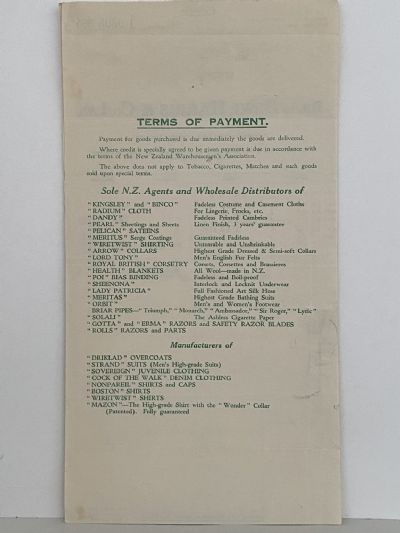 TERMS OF PAYMENT.
Payment for goods purchased is due immediately the goods are delivered.
Where credit is specially agreed to be given payment is due in accordance with
the terms of the New Zealand Warehousemen's Association.
The above does not apply to Tobacco, Cigarettes, Matches and such goods
sold upon special terms.
Sole N.Z. Agents and Wholesale Distributors of
"KINGSLEY" and "BINCO" Fadeless Costume and Casement Cloths
"RADIUM" CLOTH For Lingerie, Frocks, etc.
"DANDY" Fadeless Printed Cambrics
"PEARL" Sheetings and Sheets Linen Finish, 3 years' guarantee
"PELICAN" SATEENS
"MERITUS" Serge Coatings Guaranteed Fadeless
"WIRETWIST" SHIRTING Untearable and Unshrinkable
"ARROW" COLLARS Highest Grade Dressed & Semi-soft Collars
"LORD TONY" Men's English Fur Felts
"ROYAL BRITISH" CORSETRY Corsets, Corsettes and Brassieres
"HEALTH" BLANKETS All Wool—made in N.Z.
"POI" BIAS BINDING Fadeless and Boil-proof
"SHEENONA" Interlock and Locknit Underwear
"LADY PATRICIA" Full Fashioned Art Silk Hose
"MERITAS" Highest Grade Bathing Suits
"ORBIT" Men's and Women's Footwear
BRIAR PIPES—"Triumph," "Monarch," "Ambassador," "Sir Roger," "Lytic"
"SOLALI" The Ashless Cigarette Paper
"GOTTA" and "ERMA" RAZORS and SAFETY RAZOR BLADES
"ROLLS" RAZORS and PARTS
Manufacturers of
"DRIKLAD" OVERCOATS
"STRAND" SUITS (Men's High-grade Suits)
"SOVEREIGN" JUVENILE CLOTHING
"COCK OF THE WALK" DENIM CLOTHING
"NONPAREIL" SHIRTS and CAPS
"BOSTON" SHIRTS
"WIRETWIST" SHIRTS
"MAZON"—The High-grade Shirt with the "Wonder" Collar
(Patented). Fully guaranteed